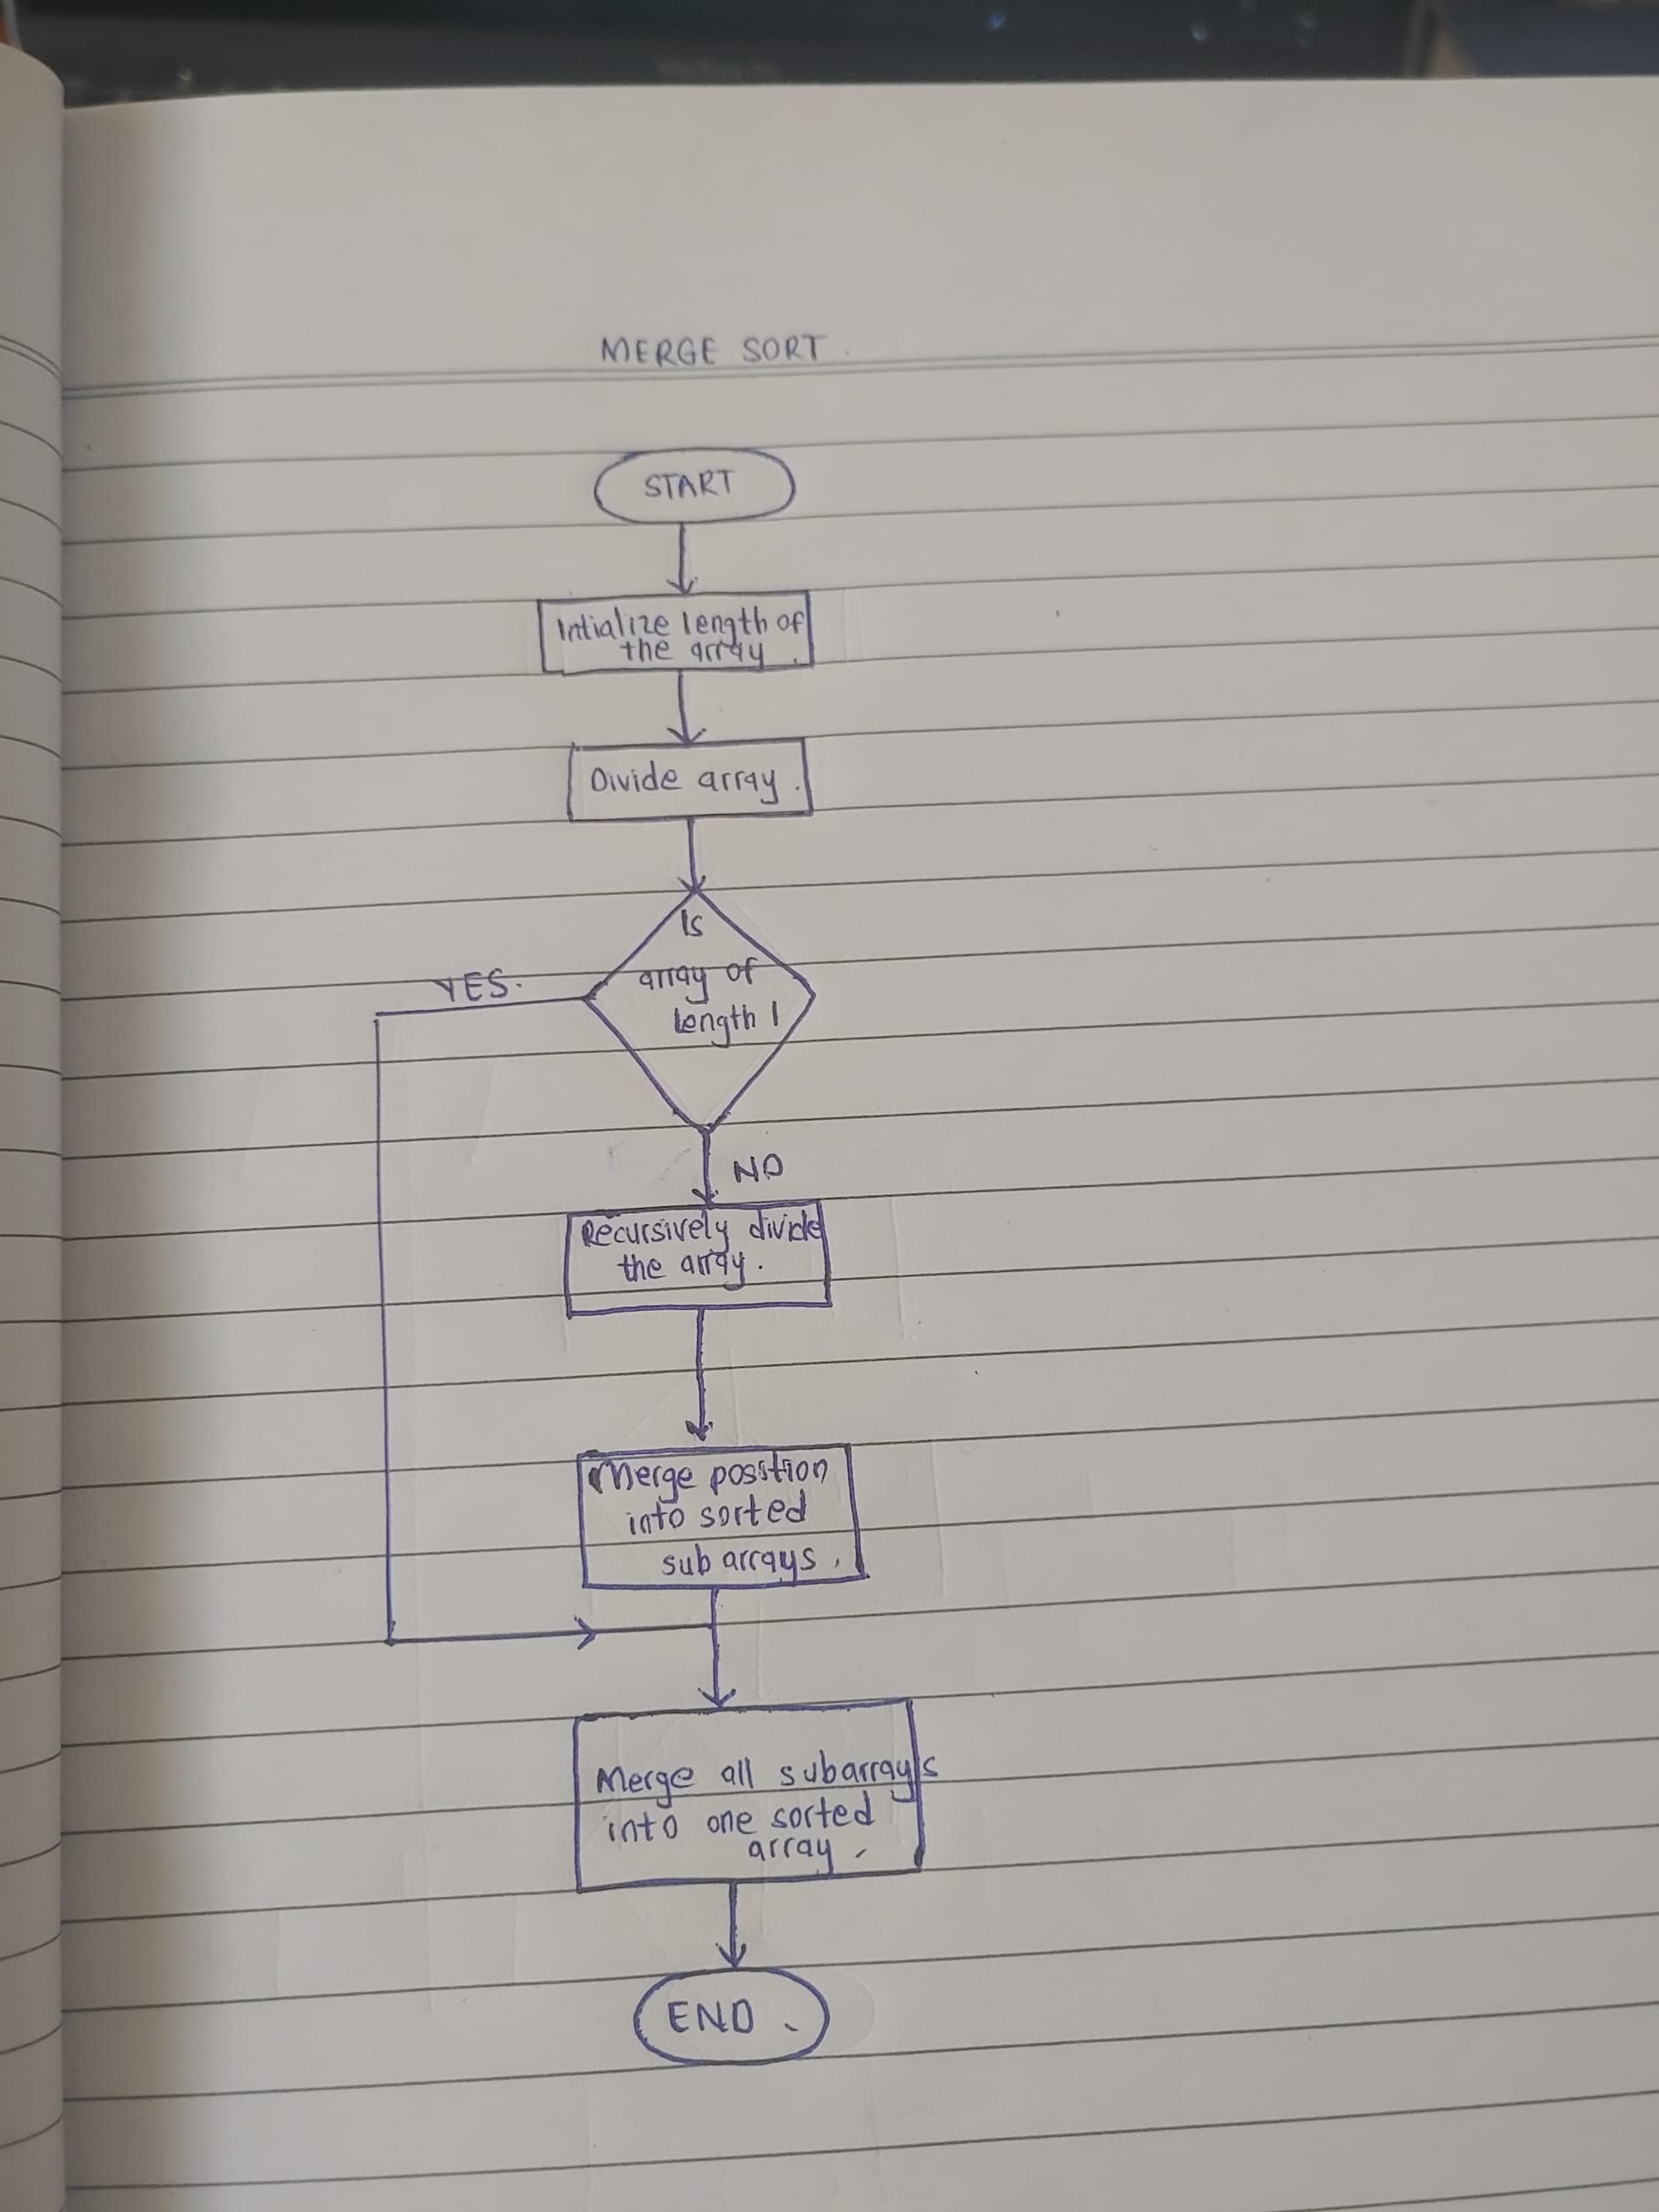 MERGE SORT
START
Intialize length of
the array.
Divide array.
Is
array of
length 1
YES.
NO
Recursively divide
the array.
Merge position
into sorted
sub arrays.
Merge all subarrays
into one sorted
array.
END.